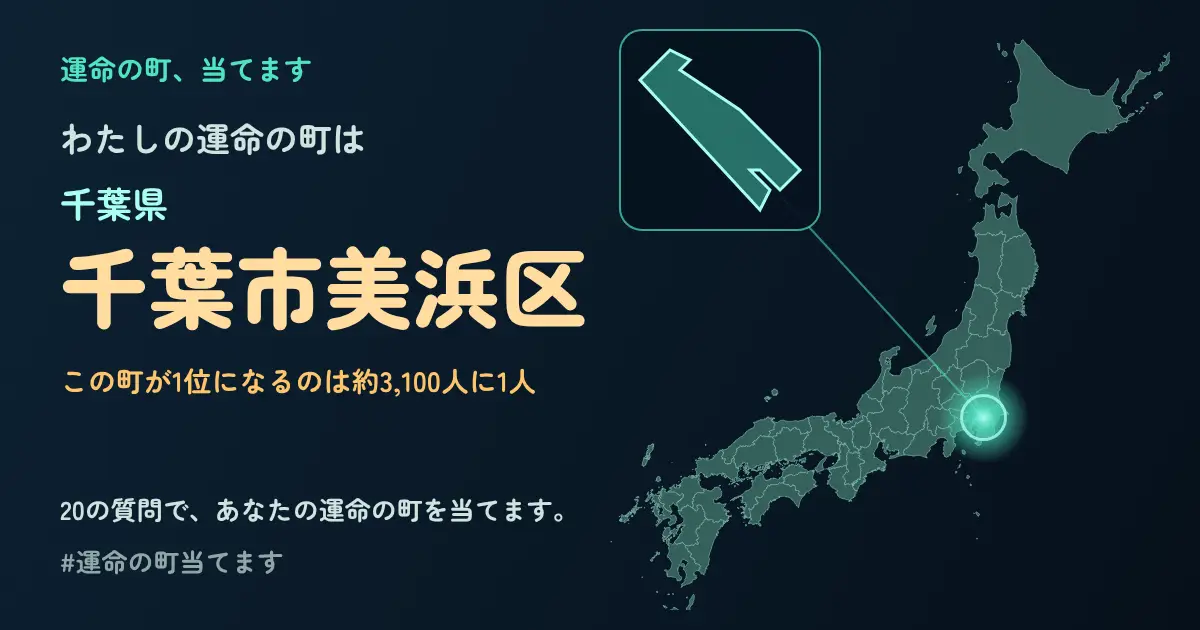 運命の町、当てます
わたしの運命の町は
千葉県
千葉市美浜区
この町が1位になるのは約3,100人に1人
20の質問で、あなたの運命の町を当てます。
#運命の町当てます